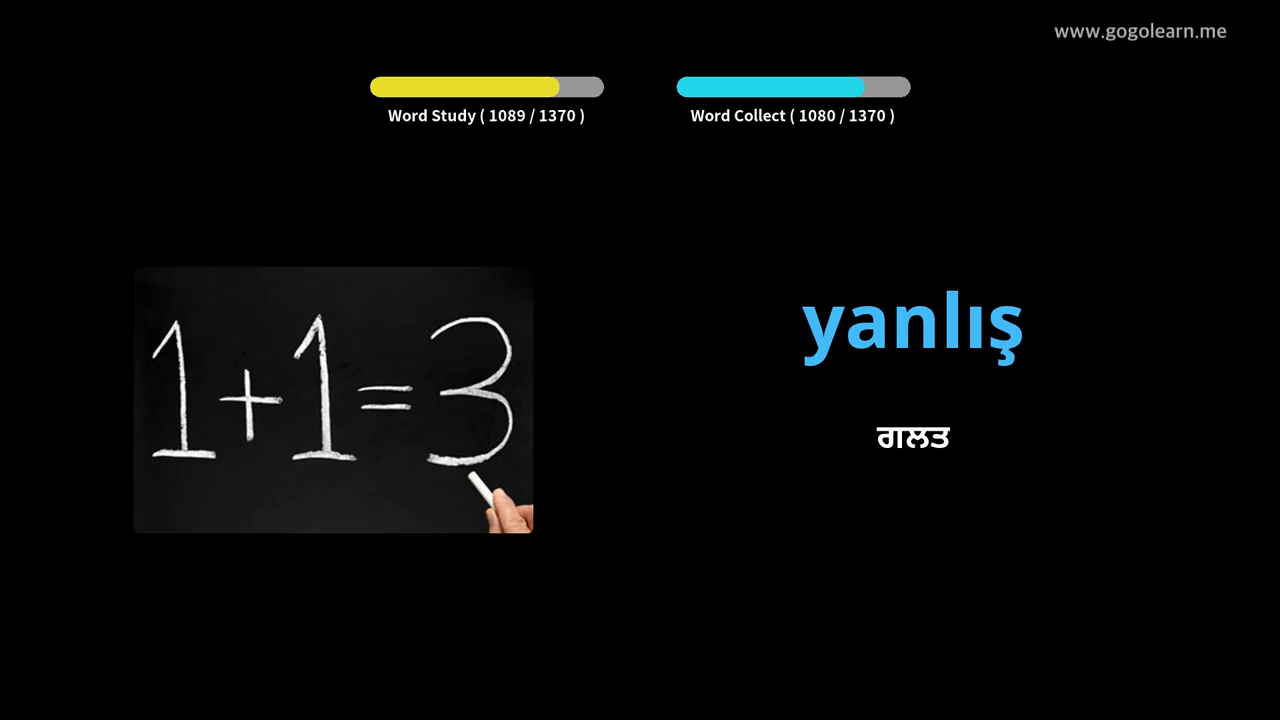 www.gogolearn.me
Word Study ( 1089 / 1370 )
Word Collect ( 1080 / 1370 )
1+1=3
yanlış
ਗਲਤ